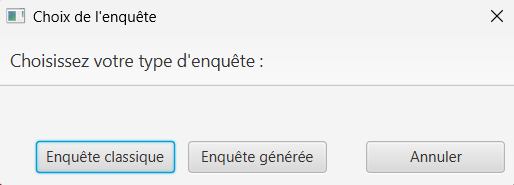 Choix de l'enquête
Choisissez votre type d'enquête :
Enquête classique
Enquête générée
Annuler